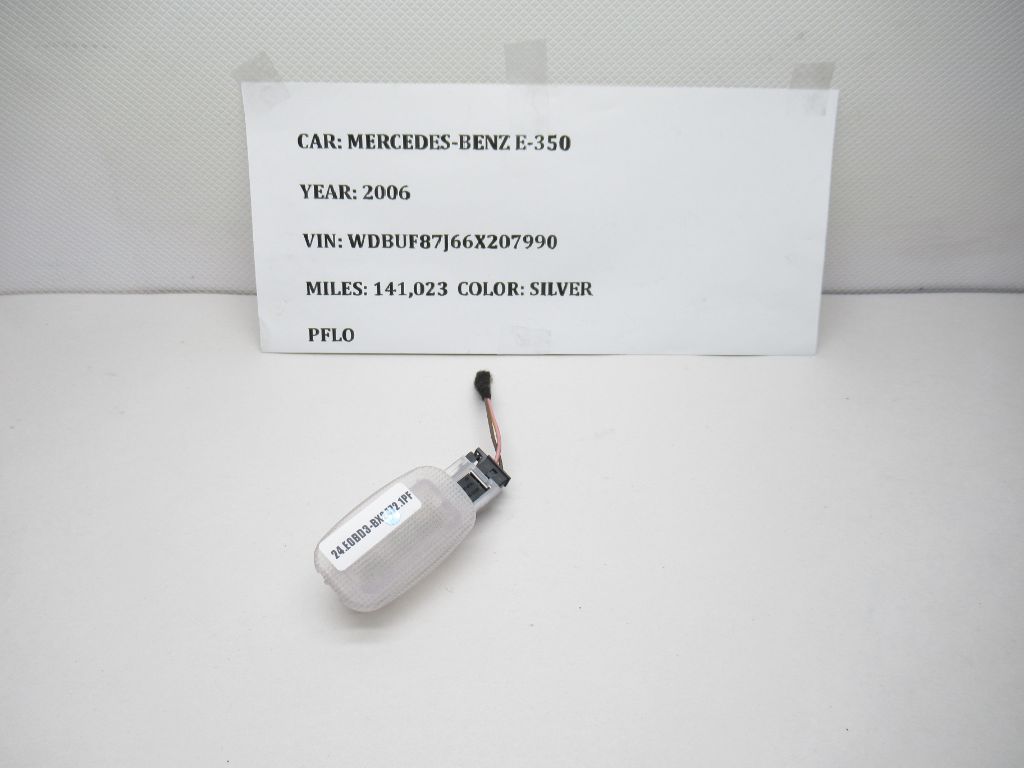 CAR: MERCEDES-BENZ E-350
YEAR: 2006
VIN: WDBUF87J66X207990
MILES: 141,023 COLOR: SILVER
PFLO